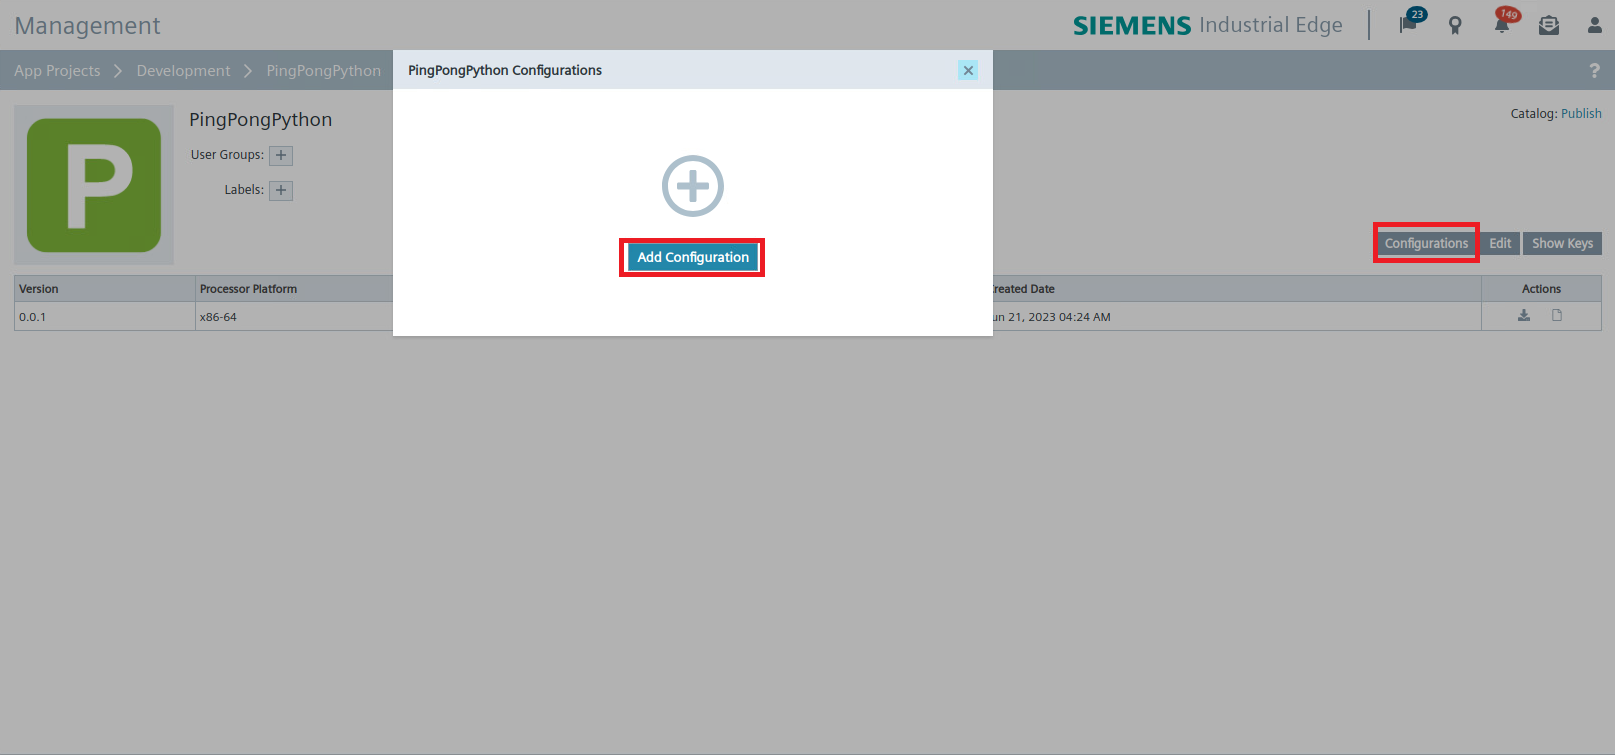 Management
SIEMENS Industrial Edge
23
149
App Projects > Development > PingPongPython
PingPongPython Configurations
×
?
P
PingPongPython
Catalog: Publish
User Groups: +
Labels: +
Add Configuration
Configurations
Edit
Show Keys
Version
Processor Platform
reated Date
Actions
0.0.1
x86-64
un 21, 2023 04:24 AM